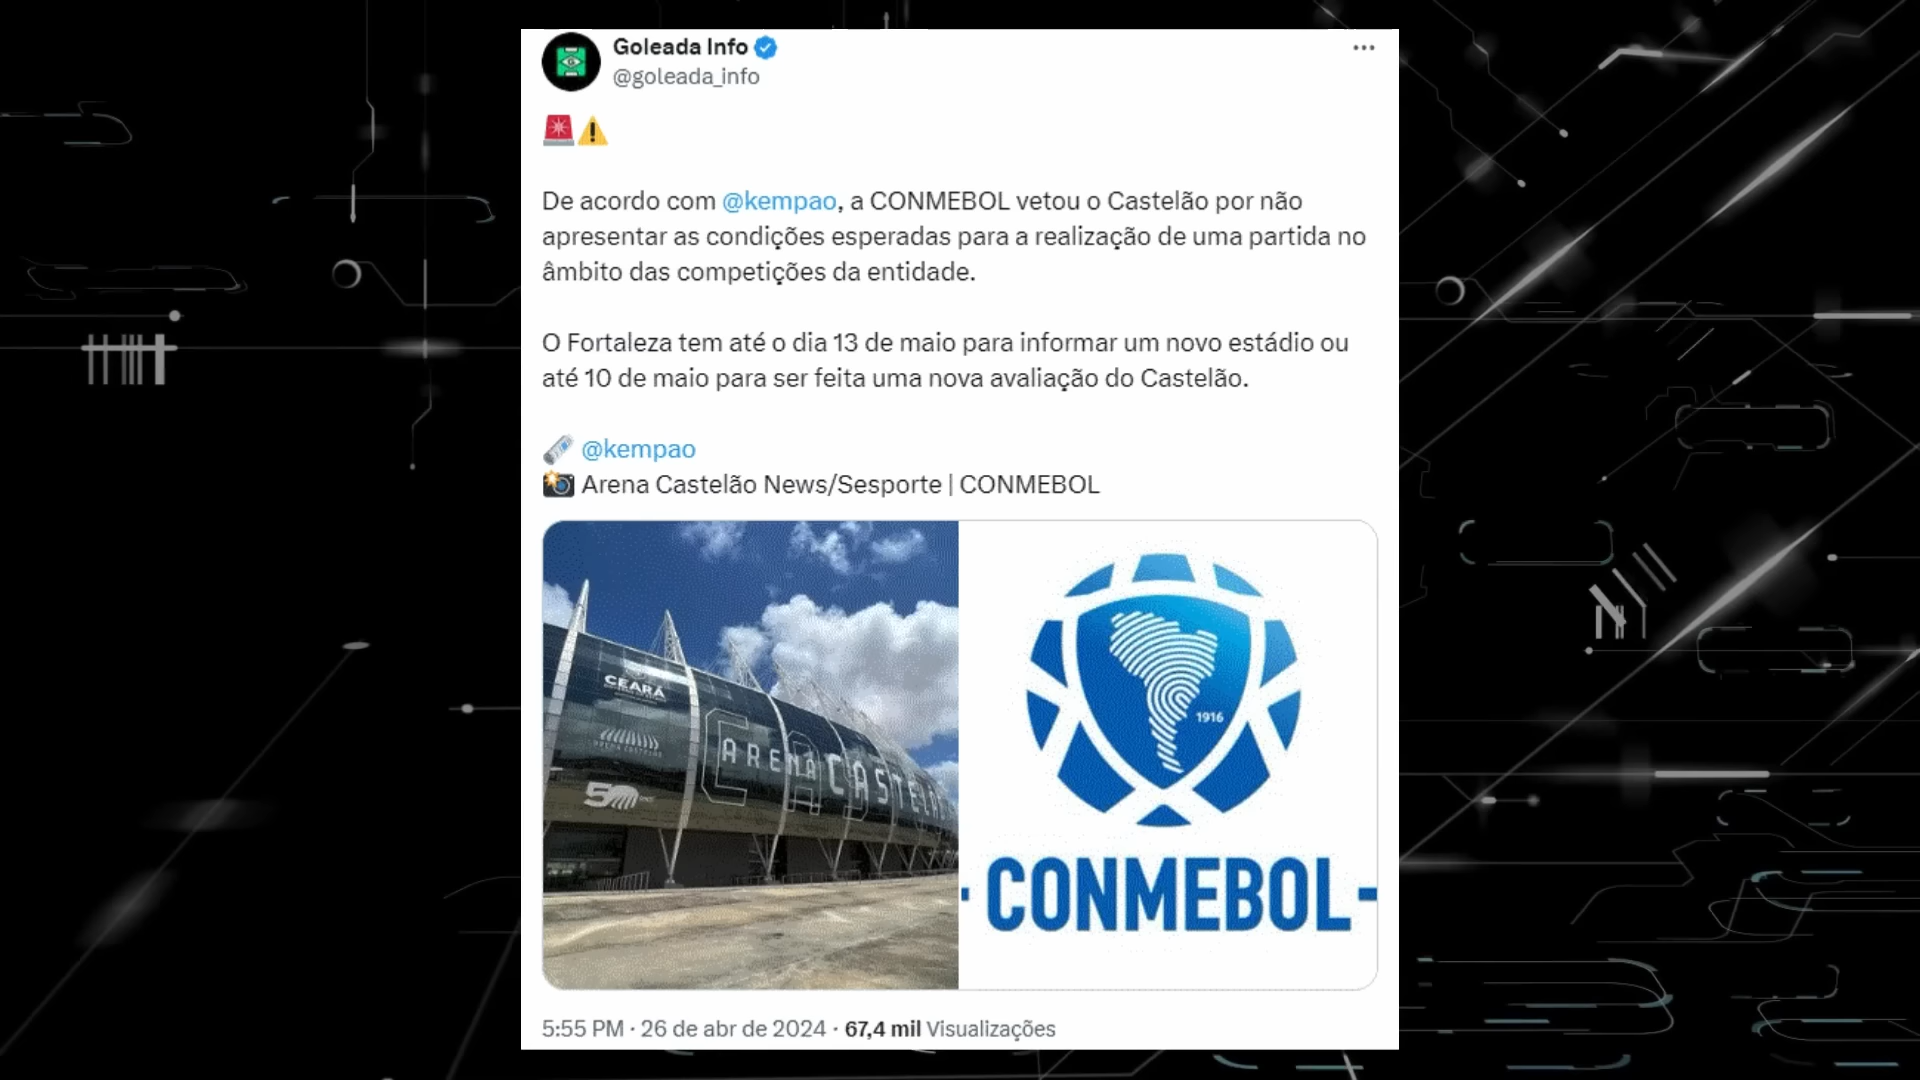 Goleada Info
@goleada_info
De acordo com @kempao, a CONMEBOL vetou o Castelão por não
apresentar as condições esperadas para a realização de uma partida no
âmbito das competições da entidade.
O Fortaleza tem até o dia 13 de maio para informar um novo estádio ou
até 10 de maio para ser feita uma nova avaliação do Castelão.
@kempao
Arena Castelão News/Sesporte | CONMEBOL
CEARÁ
ARENA CASTELÃO
50
ARENA CASTELÃ
1916
CONMEBOL
5:55 PM · 26 de abr de 2024 · 67,4 mil Visualizações